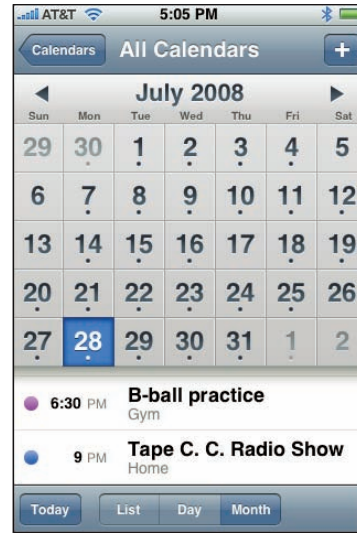 AT&T 5:05 PM
Calendars All Calendars +
July 2008
Sun Mon Tue Wed Thu Fri Sat
29 30 1 2 3 4 5
6 7 8 9 10 11 12
13 14 15 16 17 18 19
20 21 22 23 24 25 26
27 28 29 30 31 1 2
6:30 PM B-ball practice
Gym
9 PM Tape C. C. Radio Show
Home
Today List Day Month